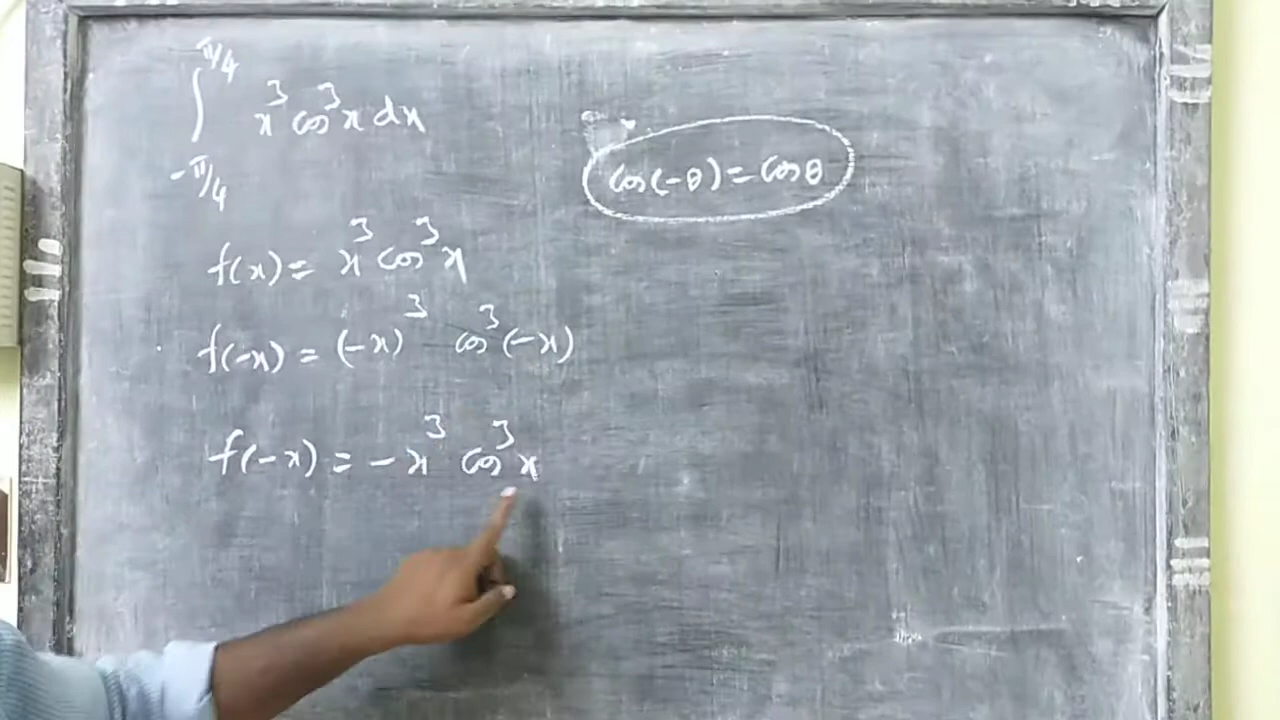 ∫_{-π/4}^{π/4} x³ cos³x dx
cos(-θ) = cosθ
f(x) = x³ cos³x
f(-x) = (-x)³ cos³(-x)
f(-x) = -x³ cos³x